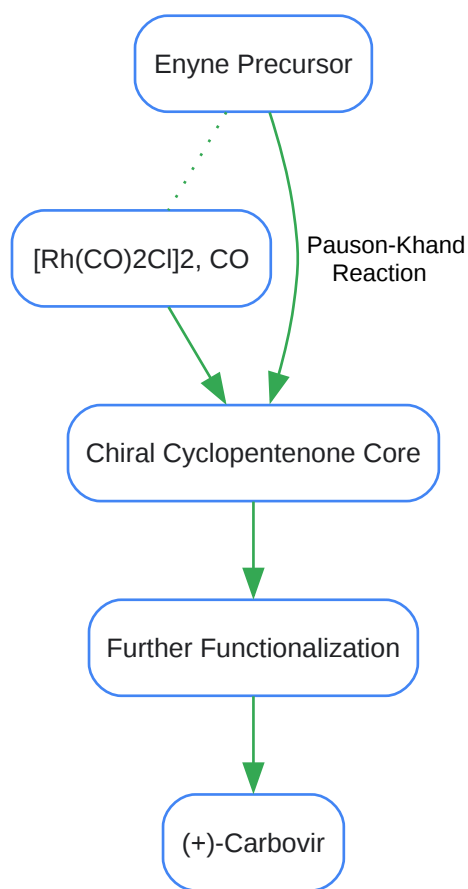 Enyne Precursor
[Rh(CO)2Cl]2, CO
Pauson-Khand
Reaction
Chiral Cyclopentenone Core
Further Functionalization
(+)-Carbovir